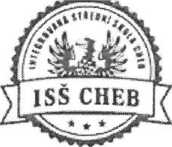 INTEGROVANÁ STŘEDNÍ ŠKOLA CHEB
ISŠ CHEB